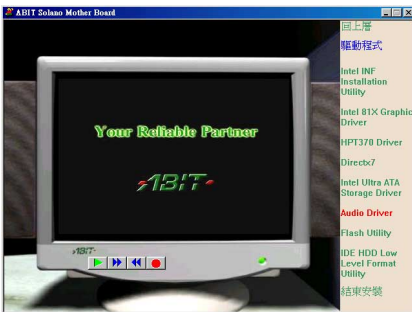 ABIT Solano Mother Board
Your Reliable Partner
ABIT
ABIT
回上層
驅動程式
Intel INF
Installation
Utility
Intel 81X Graphic
Driver
HPT370 Driver
Directx7
Intel Ultra ATA
Storage Driver
Audio Driver
Flash Utility
IDE HDD Low
Level Format
Utility
結束安裝